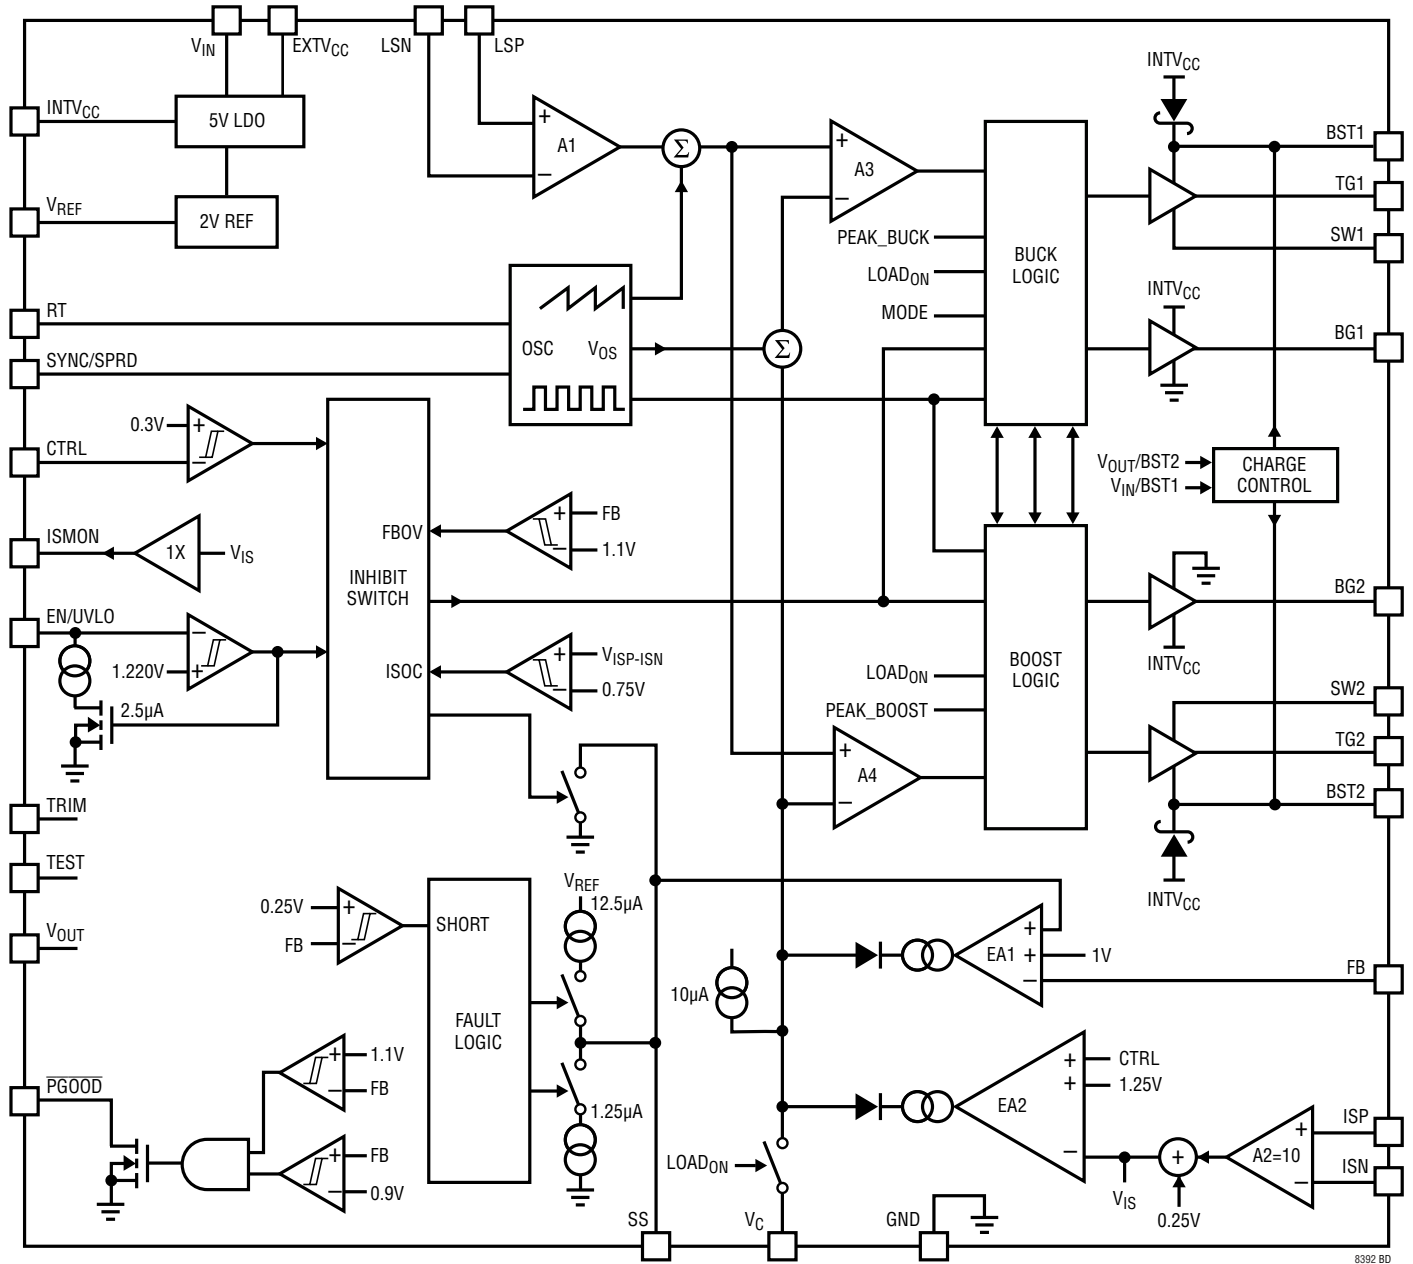 VIN
EXTVCC
LSN
LSP
INTVCC
INTVCC
5V LDO
+
A1
−
Σ
+
A3
−
BST1
VREF
2V REF
TG1
PEAK_BUCK
BUCK
LOGIC
SW1
LOADON
MODE
INTVCC
RT
OSC
VOS
Σ
BG1
SYNC/SPRD
0.3V
+
−
CTRL
VOUT/BST2
VIN/BST1
CHARGE
CONTROL
FBOV
+
−
FB
1.1V
ISMON
1X
VIS
INHIBIT
SWITCH
BG2
EN/UVLO
−
+
1.220V
ISOC
+
−
VISP-ISN
0.75V
LOADON
BOOST
LOGIC
INTVCC
2.5µA
PEAK_BOOST
SW2
+
A4
−
TG2
TRIM
BST2
TEST
VREF
12.5µA
INTVCC
0.25V
+
SHORT
FB
−
VOUT
+
EA1
+
−
1V
FB
10µA
FAULT
LOGIC
+
1.1V
−
FB
PGOOD
+
CTRL
+
1.25V
EA2
−
1.25µA
ISP
+
A2=10
−
ISN
+
FB
−
0.9V
LOADON
+
VIS
0.25V
SS
VC
GND
8392 BD